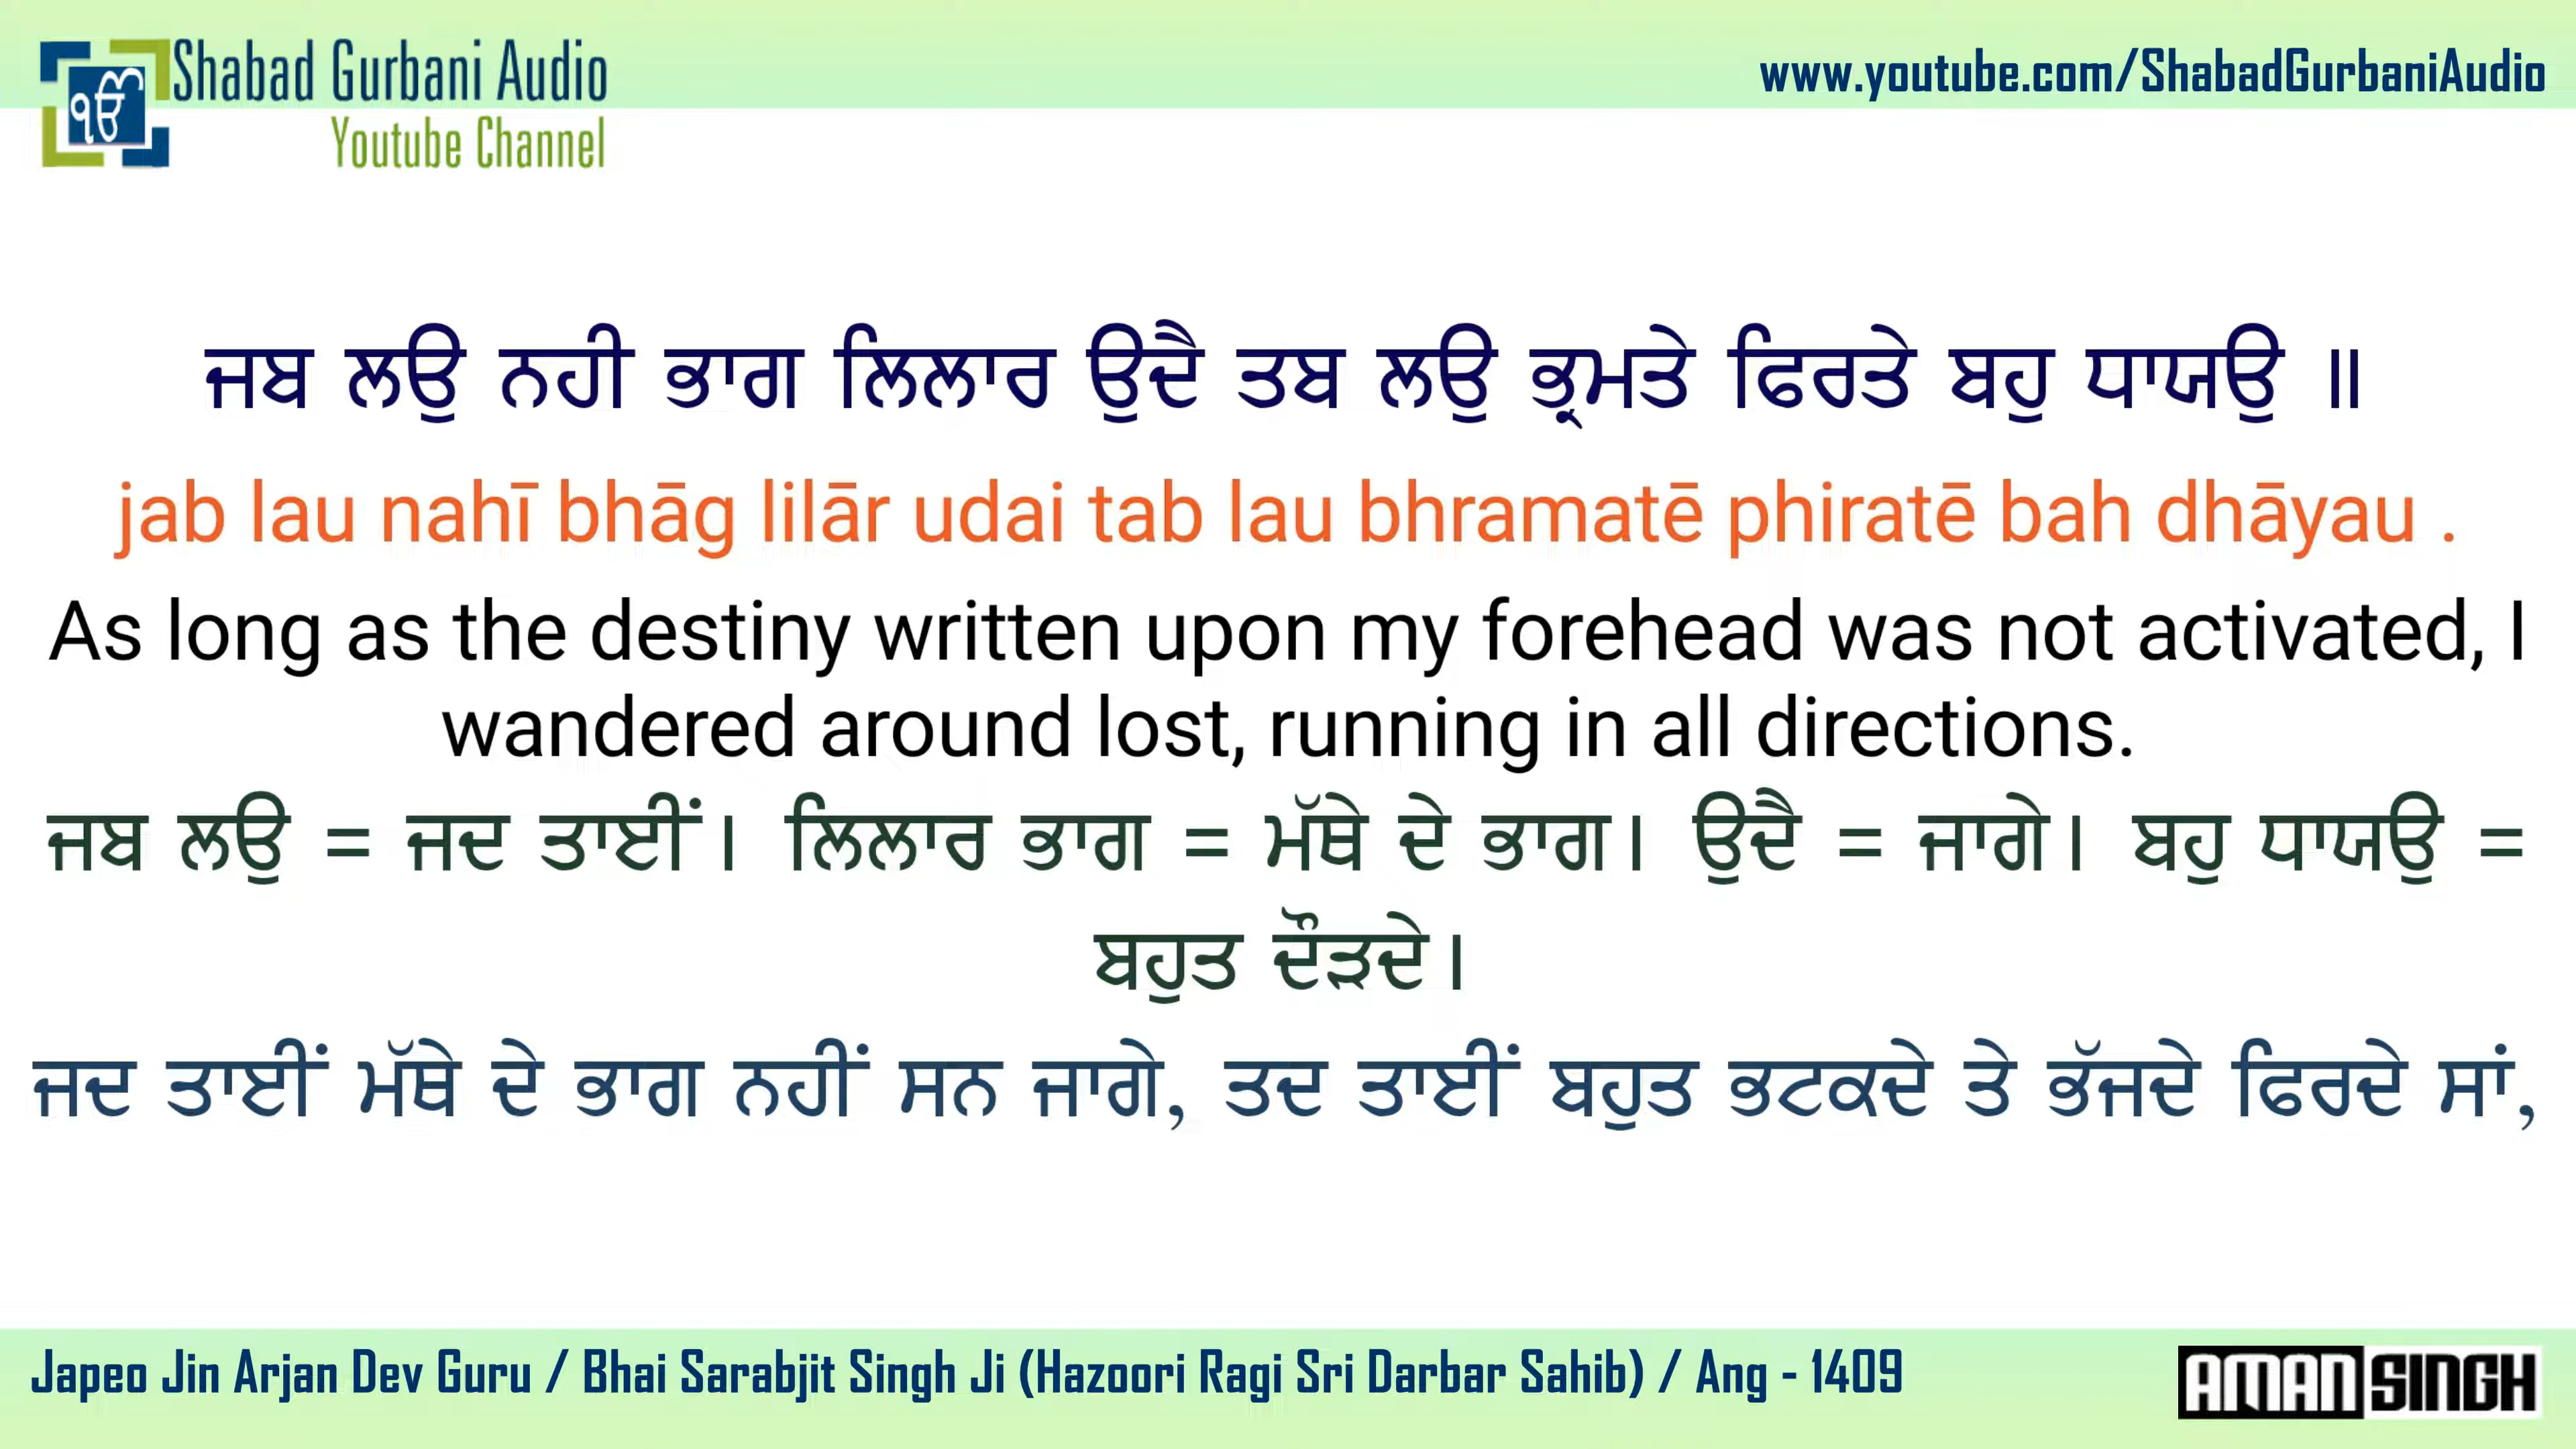 Shabad Gurbani Audio
Youtube Channel
ੴ
www.youtube.com/ShabadGurbaniAudio
ਜਬ ਲਉ ਨਹੀ ਭਾਗ ਲਿਲਾਰ ਉਦੈ ਤਬ ਲਉ ਭ੍ਰਮਤੇ ਫਿਰਤੇ ਬਹੁ ਧਾਯਉ ॥
jab lau nahī bhāg lilār udai tab lau bhramatē phiratē bah dhāyau .
As long as the destiny written upon my forehead was not activated, I
wandered around lost, running in all directions.
ਜਬ ਲਉ = ਜਦ ਤਾਈਂ। ਲਿਲਾਰ ਭਾਗ = ਮੱਥੇ ਦੇ ਭਾਗ। ਉਦੈ = ਜਾਗੇ। ਬਹੁ ਧਾਯਉ =
ਬਹੁਤ ਦੌੜਦੇ।
ਜਦ ਤਾਈਂ ਮੱਥੇ ਦੇ ਭਾਗ ਨਹੀਂ ਸਨ ਜਾਗੇ, ਤਦ ਤਾਈਂ ਬਹੁਤ ਭਟਕਦੇ ਤੇ ਭੱਜਦੇ ਫਿਰਦੇ ਸਾਂ,
Japeo Jin Arjan Dev Guru / Bhai Sarabjit Singh Ji (Hazoori Ragi Sri Darbar Sahib) / Ang - 1409
AMAN SINGH